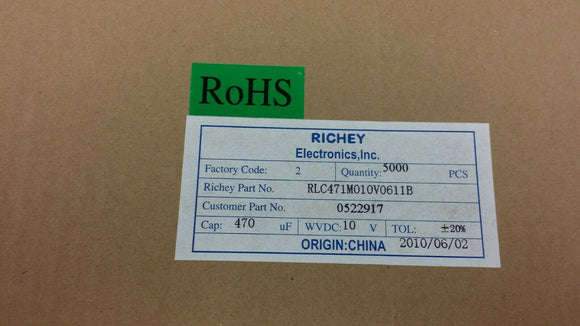 RoHS
RICHEY
Electronics,Inc.
Factory Code: 2 Quantity: 5000 PCS
Richey Part No. RLC471M010V0611B
Customer Part No. 0522917
Cap: 470 uF WVDC: 10 V TOL: ±20%
ORIGIN:CHINA 2010/06/02